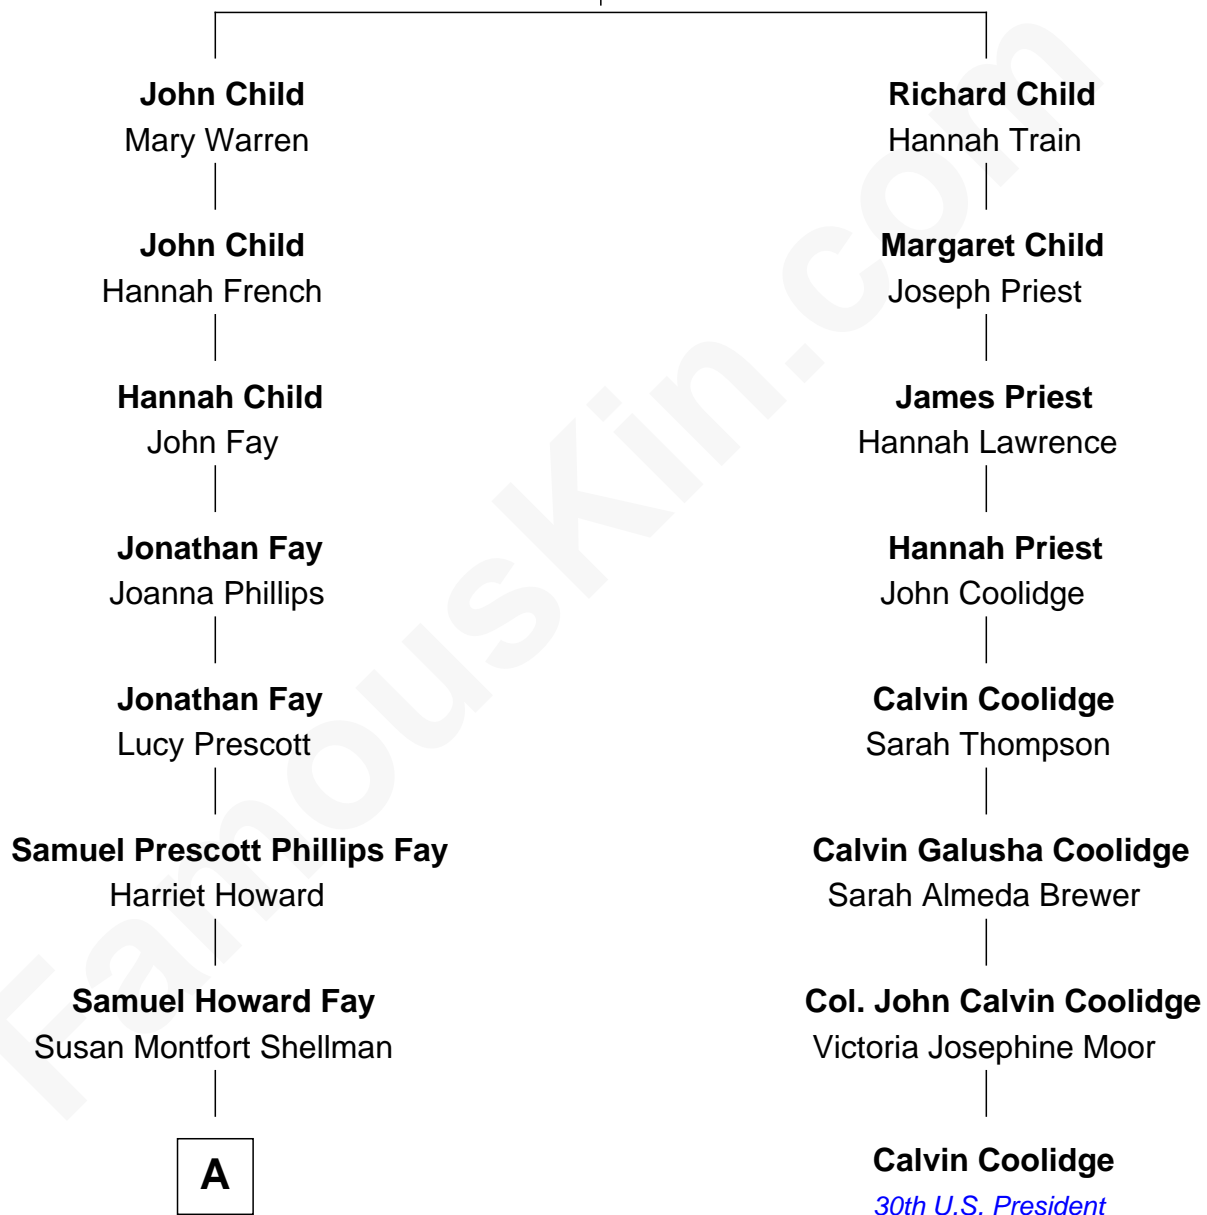 John Child
Mary Warren
John Child
Hannah French
Hannah Child
John Fay
Jonathan Fay
Joanna Phillips
Jonathan Fay
Lucy Prescott
Samuel Prescott Phillips Fay
Harriet Howard
Samuel Howard Fay
Susan Montfort Shellman
A
Richard Child
Hannah Train
Margaret Child
Joseph Priest
James Priest
Hannah Lawrence
Hannah Priest
John Coolidge
Calvin Coolidge
Sarah Thompson
Calvin Galusha Coolidge
Sarah Almeda Brewer
Col. John Calvin Coolidge
Victoria Josephine Moor
Calvin Coolidge
30th U.S. President
FamousKin.com